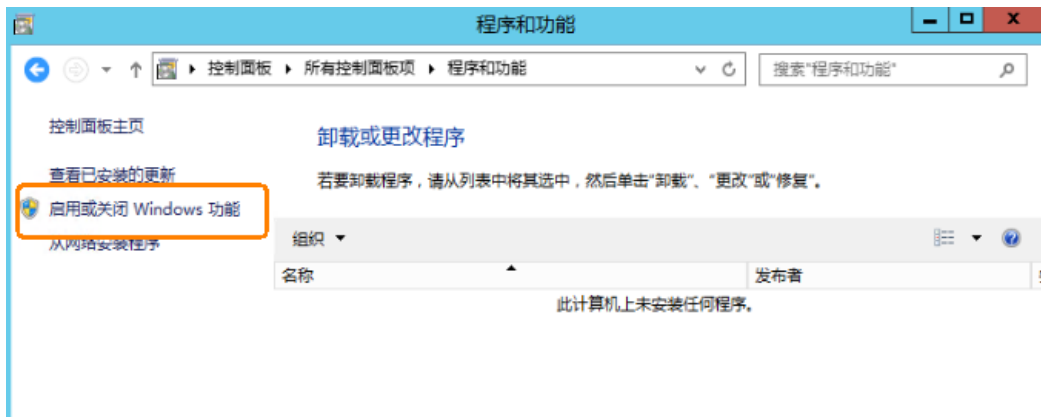 程序和功能
控制面板 所有控制面板项 程序和功能
搜索"程序和功能"
控制面板主页
查看已安装的更新
启用或关闭 Windows 功能
从网络安装程序
卸载或更改程序
若要卸载程序，请从列表中将其选中，然后单击"卸载"、"更改"或"修复"。
组织
名称 发布者
此计算机上未安装任何程序。